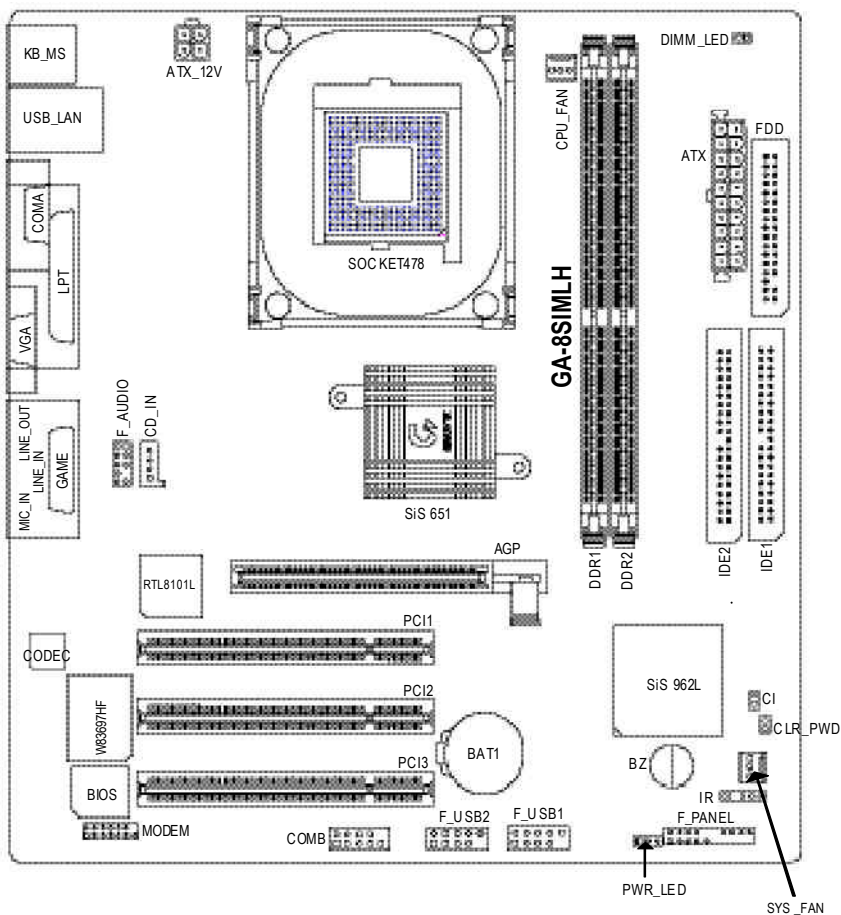 KB_MS
ATX_12V
DIMM_LED
USB_LAN
CPU_FAN
FDD
ATX
COMA
LPT
SOCKET478
VGA
GA-8SIMLH
F_AUDIO
CD_IN
LINE_OUT
MIC_IN
LINE_IN
GAME
SiS 651
AGP
DDR1
DDR2
IDE2
IDE1
RTL8101L
PCI1
CODEC
SiS 962L
PCI2
CI
CLR_PWD
W83697HF
BAT1
PCI3
BZ
BIOS
IR
MODEM
COMB
F_USB2
F_USB1
F_PANEL
PWR_LED
SYS_FAN